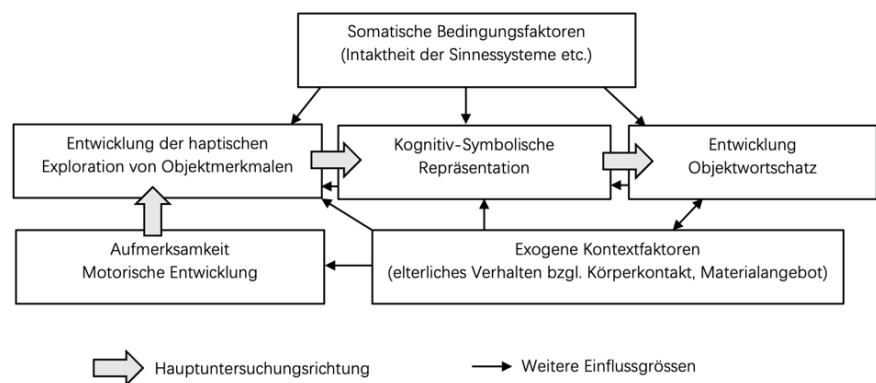 Somatische Bedingungsfaktoren
(Intaktheit der Sinnessysteme etc.)
Entwicklung der haptischen
Exploration von Objektmerkmalen
Kognitiv-Symbolische
Repräsentation
Entwicklung
Objektwortschatz
Aufmerksamkeit
Motorische Entwicklung
Exogene Kontextfaktoren
(elterliches Verhalten bzgl. Körperkontakt, Materialangebot)
Hauptuntersuchungsrichtung
Weitere Einflussgrössen